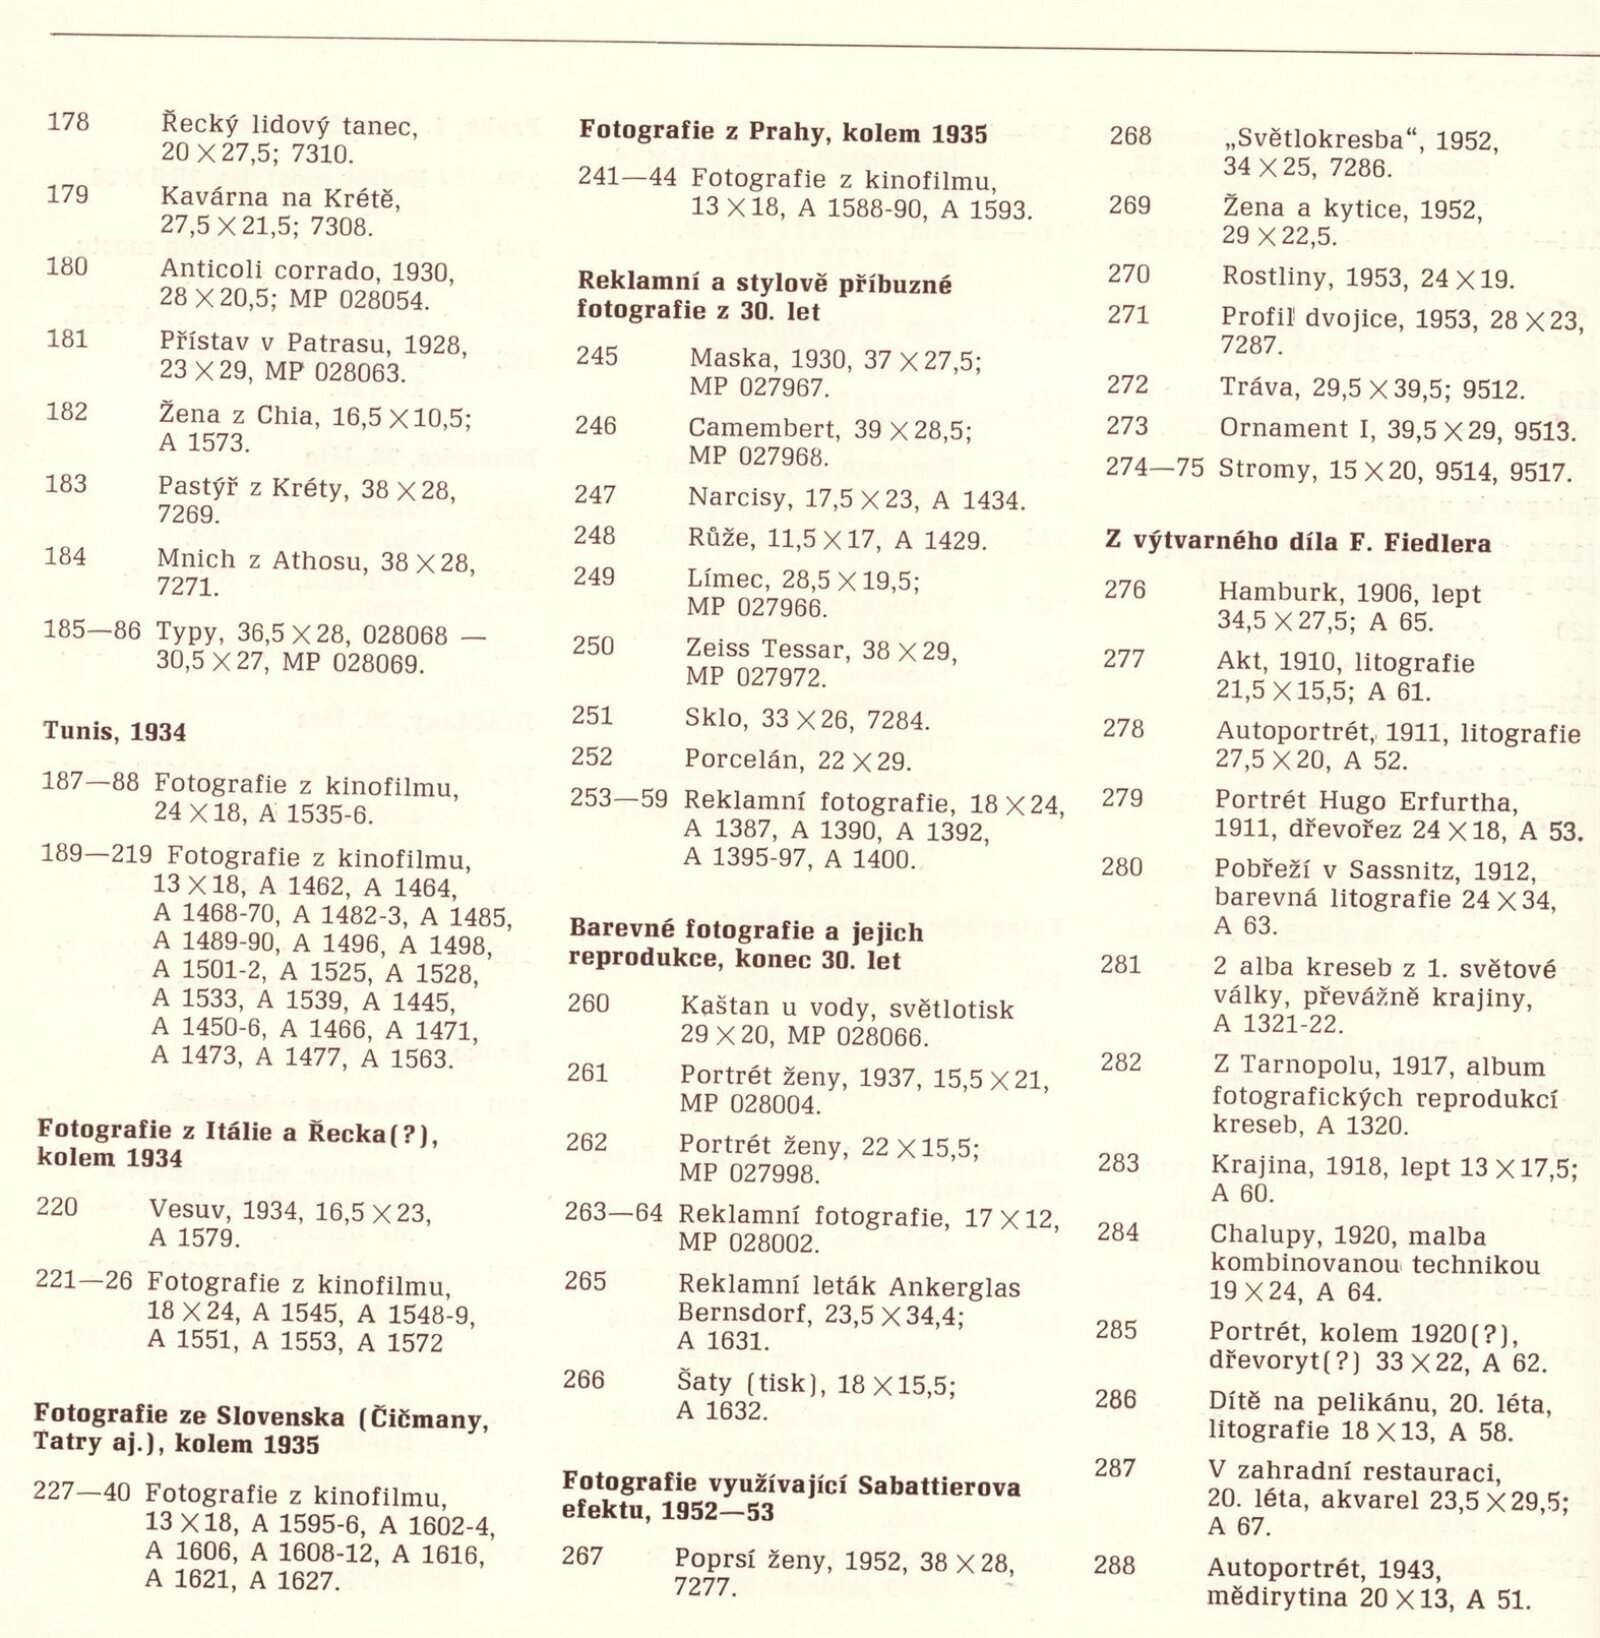 178 Řecký lidový tanec,
20 × 27,5; 7310.
179 Kavárna na Krétě,
27,5 × 21,5; 7308.
180 Anticoli corrado, 1930,
28 × 20,5; MP 028054.
181 Přístav v Patrasu, 1928,
23 × 29, MP 028063.
182 Žena z Chia, 16,5 × 10,5;
A 1573.
183 Pastýř z Kréty, 38 × 28,
7269.
184 Mnich z Athosu, 38 × 28,
7271.
185—86 Typy, 36,5 × 28, 028068 —
30,5 × 27, MP 028069.
Tunis, 1934
187—88 Fotografie z kinofilmu,
24 × 18, A 1535-6.
189—219 Fotografie z kinofilmu,
13 × 18, A 1462, A 1464,
A 1468-70, A 1482-3, A 1485,
A 1489-90, A 1496, A 1498,
A 1501-2, A 1525, A 1528,
A 1533, A 1539, A 1445,
A 1450-6, A 1466, A 1471,
A 1473, A 1477, A 1563.
Fotografie z Itálie a Řecka(?),
kolem 1934
220 Vesuv, 1934, 16,5 × 23,
A 1579.
221—26 Fotografie z kinofilmu,
18 × 24, A 1545, A 1548-9,
A 1551, A 1553, A 1572
Fotografie ze Slovenska (Čičmany,
Tatry aj.), kolem 1935
227—40 Fotografie z kinofilmu,
13 × 18, A 1595-6, A 1602-4,
A 1606, A 1608-12, A 1616,
A 1621, A 1627.
Fotografie z Prahy, kolem 1935
241—44 Fotografie z kinofilmu,
13 × 18, A 1588-90, A 1593.
Reklamní a stylově příbuzné
fotografie z 30. let
245 Maska, 1930, 37 × 27,5;
MP 027967.
246 Camembert, 39 × 28,5;
MP 027968.
247 Narcisy, 17,5 × 23, A 1434.
248 Růže, 11,5 × 17, A 1429.
249 Límec, 28,5 × 19,5;
MP 027966.
250 Zeiss Tessar, 38 × 29,
MP 027972.
251 Sklo, 33 × 26, 7284.
252 Porcelán, 22 × 29.
253—59 Reklamní fotografie, 18 × 24,
A 1387, A 1390, A 1392,
A 1395-97, A 1400.
Barevné fotografie a jejich
reprodukce, konec 30. let
260 Kaštan u vody, světlotisk
29 × 20, MP 028066.
261 Portrét ženy, 1937, 15,5 × 21,
MP 028004.
262 Portrét ženy, 22 × 15,5;
MP 027998.
263—64 Reklamní fotografie, 17 × 12,
MP 028002.
265 Reklamní leták Ankerglas
Bernsdorf, 23,5 × 34,4;
A 1631.
266 Šaty (tisk), 18 × 15,5;
A 1632.
Fotografie využívající Sabattierova
efektu, 1952—53
267 Poprsí ženy, 1952, 38 × 28,
7277.
268 „Světlokresba“, 1952,
34 × 25, 7286.
269 Žena a kytice, 1952,
29 × 22,5.
270 Rostliny, 1953, 24 × 19.
271 Profil dvojice, 1953, 28 × 23,
7287.
272 Tráva, 29,5 × 39,5; 9512.
273 Ornament I, 39,5 × 29, 9513.
274—75 Stromy, 15 × 20, 9514, 9517.
Z výtvarného díla F. Fiedlera
276 Hamburk, 1906, lept
34,5 × 27,5; A 65.
277 Akt, 1910, litografie
21,5 × 15,5; A 61.
278 Autoportrét, 1911, litografie
27,5 × 20, A 52.
279 Portrét Hugo Erfurtha,
1911, dřevořez 24 × 18, A 53.
280 Pobřeží v Sassnitz, 1912,
barevná litografie 24 × 34,
A 63.
281 2 alba kreseb z 1. světové
války, převážně krajiny,
A 1321-22.
282 Z Tarnopolu, 1917, album
fotografických reprodukcí
kreseb, A 1320.
283 Krajina, 1918, lept 13 × 17,5;
A 60.
284 Chalupy, 1920, malba
kombinovanou technikou
19 × 24, A 64.
285 Portrét, kolem 1920(?),
dřevoryt(?) 33 × 22, A 62.
286 Dítě na pelikánu, 20. léta,
litografie 18 × 13, A 58.
287 V zahradní restauraci,
20. léta, akvarel 23,5 × 29,5;
A 67.
288 Autoportrét, 1943,
mědirytina 20 × 13, A 51.